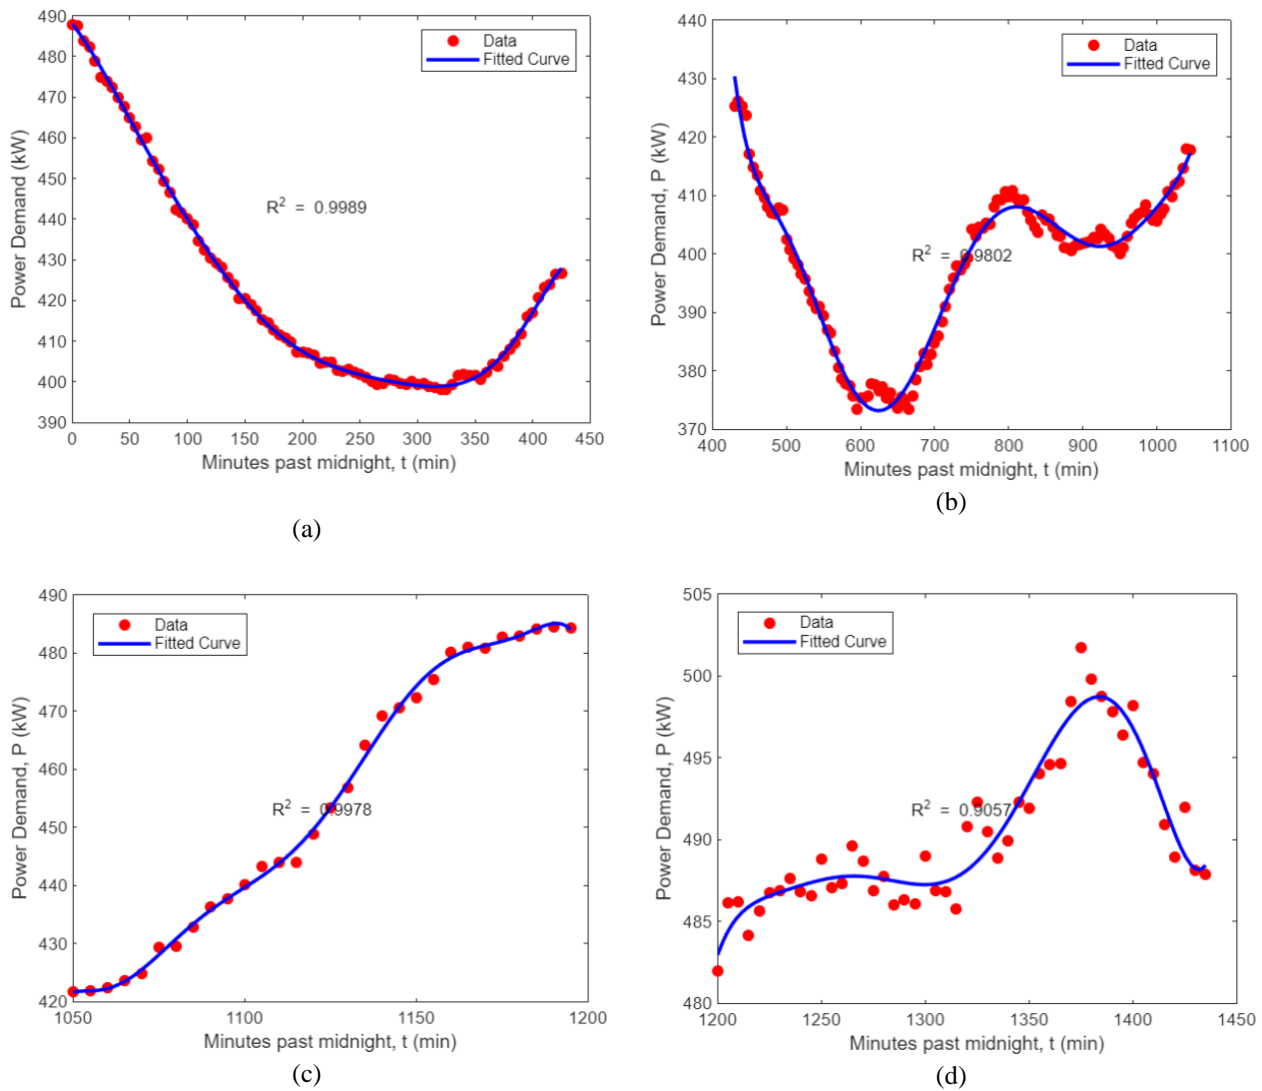 490
480
470
460
450
440
430
420
410
400
390
Power Demand (kW)
Data
Fitted Curve
R² = 0.9989
0 50 100 150 200 250 300 350 400 450
Minutes past midnight, t (min)
(a)
440
430
420
410
400
390
380
370
Power Demand, P (kW)
Data
Fitted Curve
R² = 0.9802
400 500 600 700 800 900 1000 1100
Minutes past midnight, t (min)
(b)
490
480
470
460
450
440
430
420
Power Demand, P (kW)
Data
Fitted Curve
R² = 0.9978
1050 1100 1150 1200
Minutes past midnight, t (min)
(c)
505
500
495
490
485
480
Power Demand, P (kW)
Data
Fitted Curve
R² = 0.9057
1200 1250 1300 1350 1400 1450
Minutes past midnight, t (min)
(d)